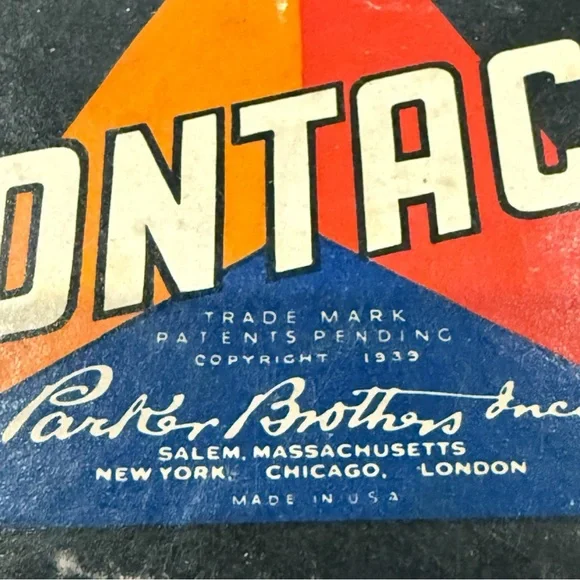 ONTAC
TRADE MARK
PATENTS PENDING
COPYRIGHT 1939
Parker Brothers Inc
SALEM, MASSACHUSETTS
NEW YORK, CHICAGO, LONDON
MADE IN USA